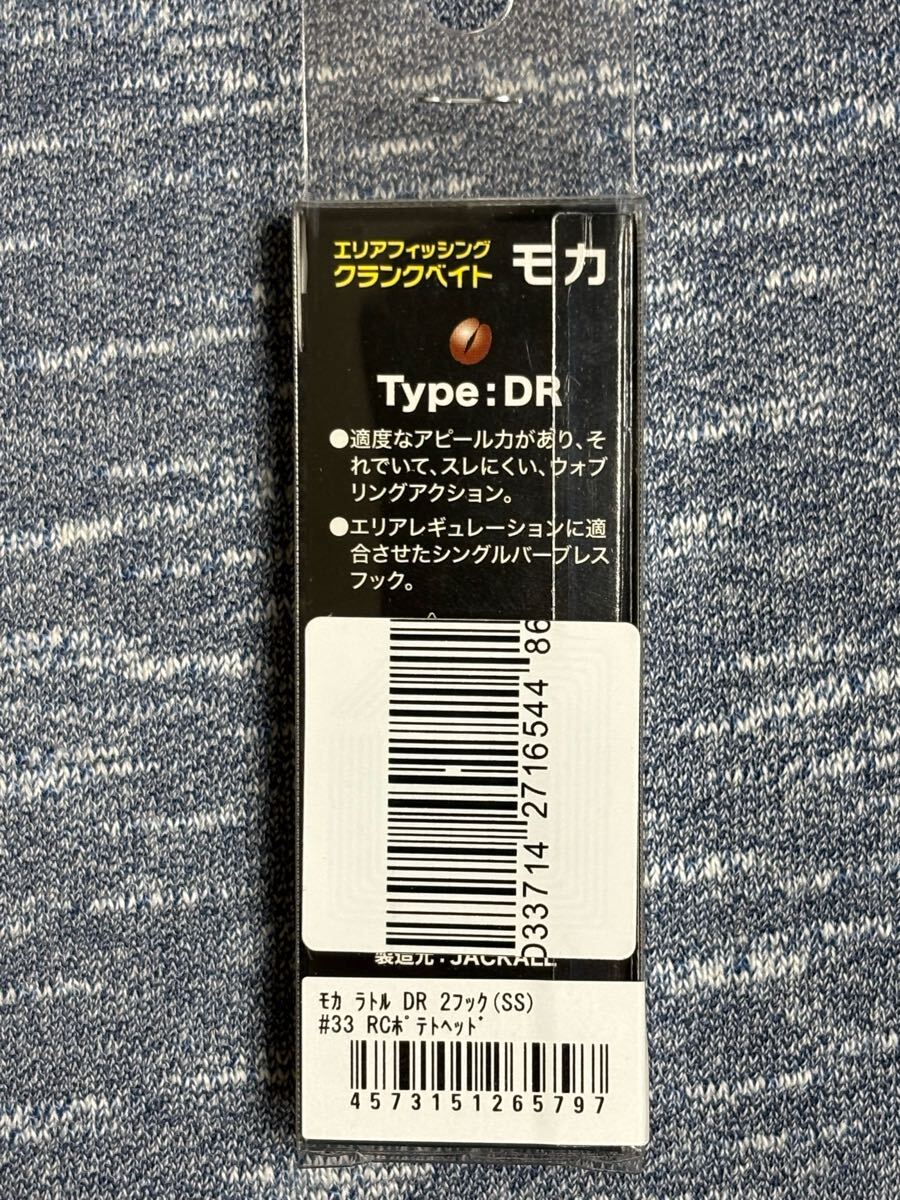 エリアフィッシング
クランクベイト モカ
Type:DR
●適度なアピール力があり、そ
れでいて、スレにくい、ウォブ
リングアクション。
●エリアレギュレーションに適
合させたシングルバーブレス
フック。
D33714 2716544 86
製造元:JACKALL
ﾓｶ ﾗﾄﾙ DR 2ﾌｯｸ(SS)
#33 RCﾎﾟﾃﾄﾍｯﾄﾞ
4573151265797